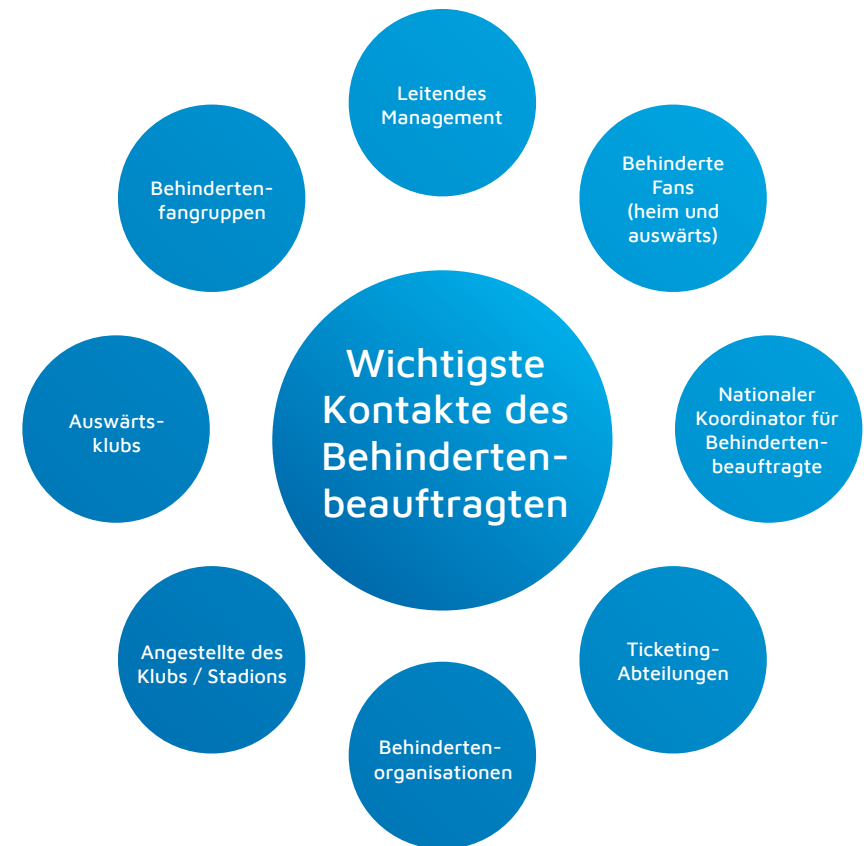 Leitendes
Management
Behinderte
Fans
(heim und
auswärts)
Nationaler
Koordinator für
Behinderten-
beauftragte
Ticketing-
Abteilungen
Behinderten-
organisationen
Angestellte des
Klubs / Stadions
Auswärts-
klubs
Behinderten-
fangruppen
Wichtigste
Kontakte des
Behinderten-
beauftragten